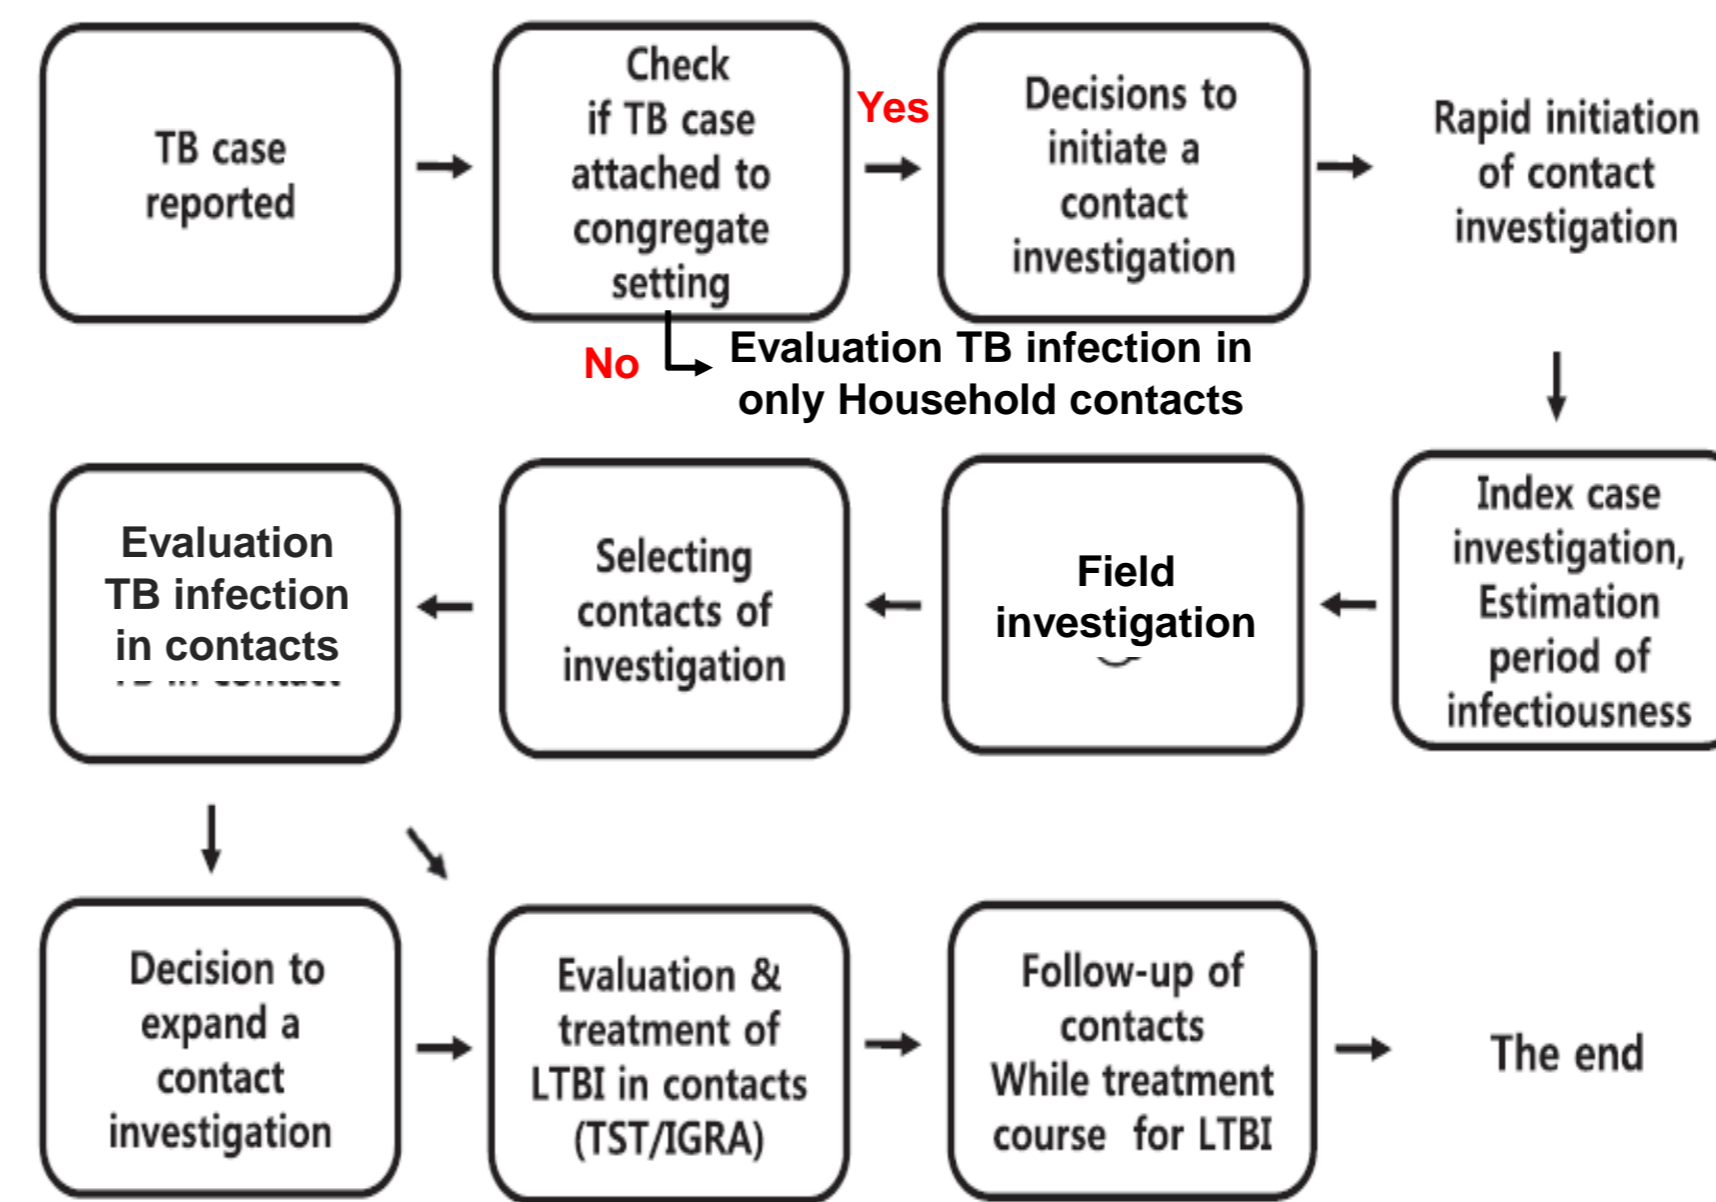 TB case
reported
Check
if TB case
attached to
congregate
setting
Yes
Decisions to
initiate a
contact
investigation
Rapid initiation
of contact
investigation
No
Evaluation TB infection in
only Household contacts
Evaluation
TB infection
in contacts
Selecting
contacts of
investigation
Field
investigation
Index case
investigation,
Estimation
period of
infectiousness
Decision to
expand a
contact
investigation
Evaluation &
treatment of
LTBI in contacts
(TST/IGRA)
Follow-up of
contacts
While treatment
course for LTBI
The end